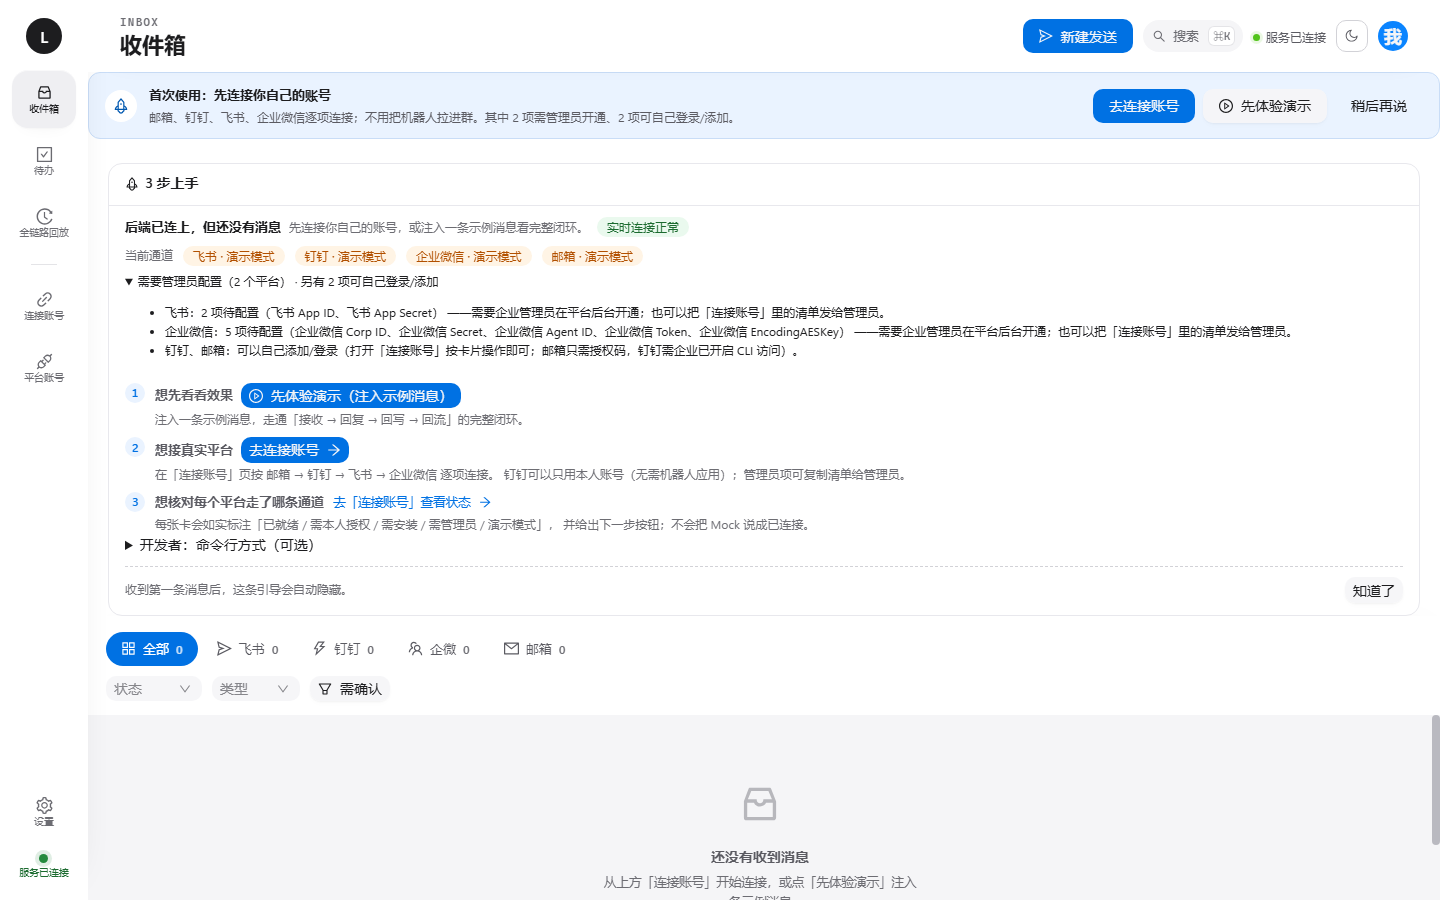 L
INBOX
收件箱
新建发送
搜索 ⌘K
服务已连接
我
收件箱
待办
全链路回放
连接账号
平台账号
设置
服务已连接
首次使用：先连接你自己的账号
邮箱、钉钉、飞书、企业微信逐项连接；不用把机器人拉进群。其中 2 项需管理员开通、2 项可自己登录/添加。
去连接账号
先体验演示
稍后再说
3 步上手
后端已连上，但还没有消息 先连接你自己的账号，或注入一条示例消息看完整闭环。 实时连接正常
当前通道 飞书 · 演示模式 钉钉 · 演示模式 企业微信 · 演示模式 邮箱 · 演示模式
▼ 需要管理员配置（2 个平台） · 另有 2 项可自己登录/添加
• 飞书：2 项待配置（飞书 App ID、飞书 App Secret） ——需要企业管理员在平台后台开通；也可以把「连接账号」里的清单发给管理员。
• 企业微信：5 项待配置（企业微信 Corp ID、企业微信 Secret、企业微信 Agent ID、企业微信 Token、企业微信 EncodingAESKey） ——需要企业管理员在平台后台开通；也可以把「连接账号」里的清单发给管理员。
• 钉钉、邮箱：可以自己添加/登录（打开「连接账号」按卡片操作即可；邮箱只需授权码，钉钉需企业已开启 CLI 访问）。
1 想先看看效果 先体验演示（注入示例消息）
注入一条示例消息，走通「接收 → 回复 → 回写 → 回流」的完整闭环。
2 想接真实平台 去连接账号 →
在「连接账号」页按 邮箱 → 钉钉 → 飞书 → 企业微信 逐项连接。 钉钉可以只用本人账号（无需机器人应用）；管理员项可复制清单给管理员。
3 想核对每个平台走了哪条通道 去「连接账号」查看状态 →
每张卡会如实标注「已就绪 / 需本人授权 / 需安装 / 需管理员 / 演示模式」， 并给出下一步按钮；不会把 Mock 说成已连接。
▶ 开发者：命令行方式（可选）
收到第一条消息后，这条引导会自动隐藏。
知道了
全部 0 飞书 0 钉钉 0 企微 0 邮箱 0
状态 类型 需确认
还没有收到消息
从上方「连接账号」开始连接，或点「先体验演示」注入
条示例消息